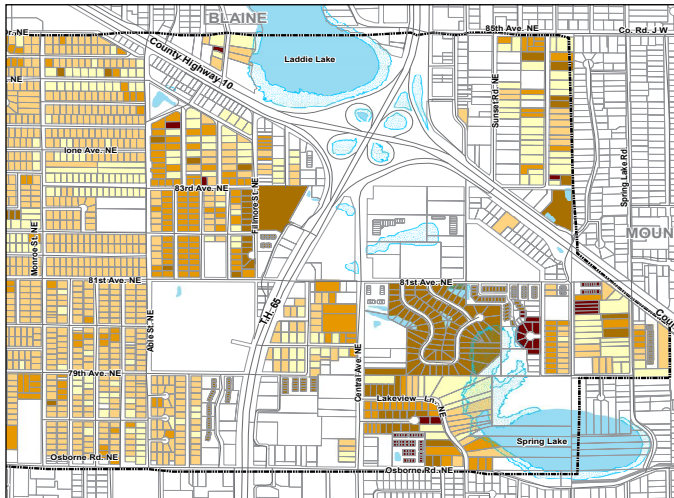 BLAINE
85th Ave. NE
Co. Rd. J W
County Highway 10
Laddie Lake
Sunset Rd. NE
Ione Ave. NE
Spring Lake Rd
83rd Ave. NE
Fillmore St. NE
MOUN
Monroe St. NE
81st Ave. NE
81st Ave. NE
T.H. 65
Able St. NE
Central Ave. NE
79th Ave. NE
Lakeview Ln. NE
Spring Lake
Osborne Rd. NE
Osborne Rd. NE